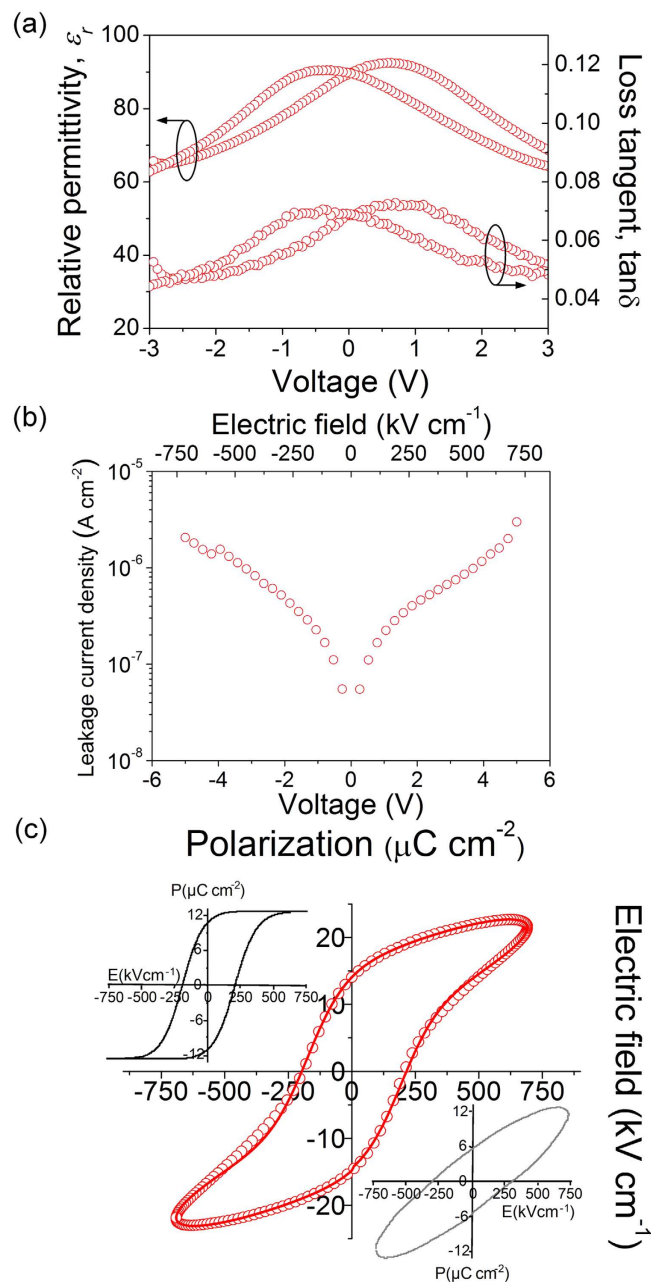 (a)
Relative permittivity, εr
100
80
60
40
20
0.12
0.10
0.08
0.06
0.04
Loss tangent, tanδ
-3 -2 -1 0 1 2 3
Voltage (V)
(b)
Electric field (kV cm-1)
-750 -500 -250 0 250 500 750
Leakage current density (A cm-2)
10-5
10-6
10-7
10-8
-6 -4 -2 0 2 4 6
Voltage (V)
(c)
Polarization (μC cm-2)
P(μC cm-2)
12
6
0
-6
-12
E(kVcm-1)
-750 -500 -250 0 250 500 750
20
10
0
-10
-20
-750 -500 -250 0 250 500 750
Electric field (kV cm-1)
12
6
0
-6
-12
-750 -500 -250 0 250 500 750
E(kVcm-1)
P(μC cm-2)